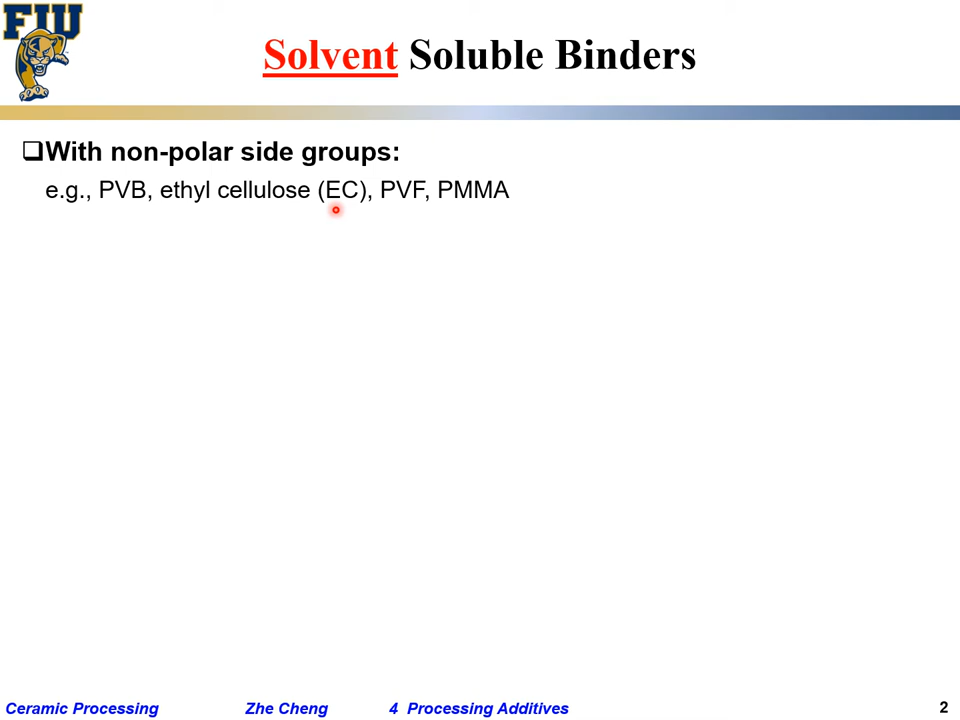 FIU
Solvent Soluble Binders
With non-polar side groups:
e.g., PVB, ethyl cellulose (EC), PVF, PMMA
Ceramic Processing Zhe Cheng 4 Processing Additives 2